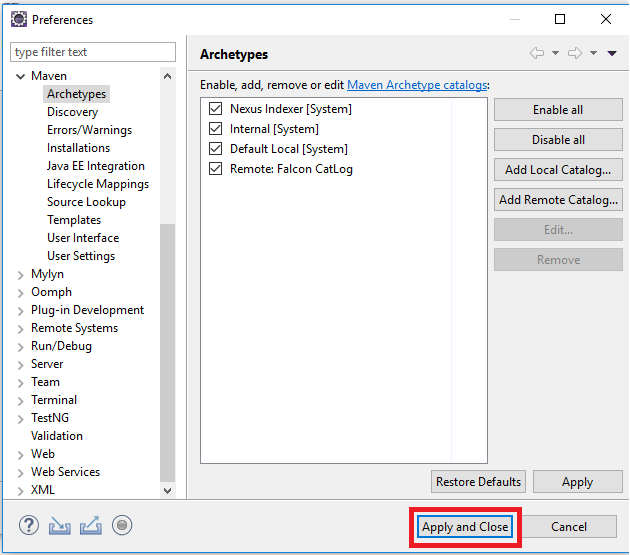 Preferences
type filter text
Maven
Archetypes
Discovery
Errors/Warnings
Installations
Java EE Integration
Lifecycle Mappings
Source Lookup
Templates
User Interface
User Settings
Mylyn
Oomph
Plug-in Development
Remote Systems
Run/Debug
Server
Team
Terminal
TestNG
Validation
Web
Web Services
XML
Archetypes
Enable, add, remove or edit Maven Archetype catalogs:
Nexus Indexer [System]
Internal [System]
Default Local [System]
Remote: Falcon CatLog
Enable all
Disable all
Add Local Catalog...
Add Remote Catalog...
Edit...
Remove
Restore Defaults
Apply
?
Apply and Close
Cancel